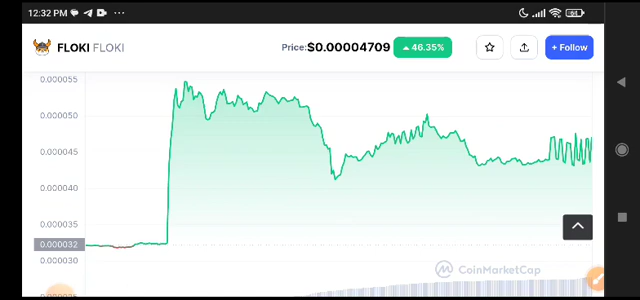 12:32 PM ...
64
FLOKI FLOKI
Price:$0.00004709 ▲ 46.35%
+ Follow
0.000055
0.000050
0.000045
0.000040
0.000035
0.000032
0.000030
CoinMarketCap